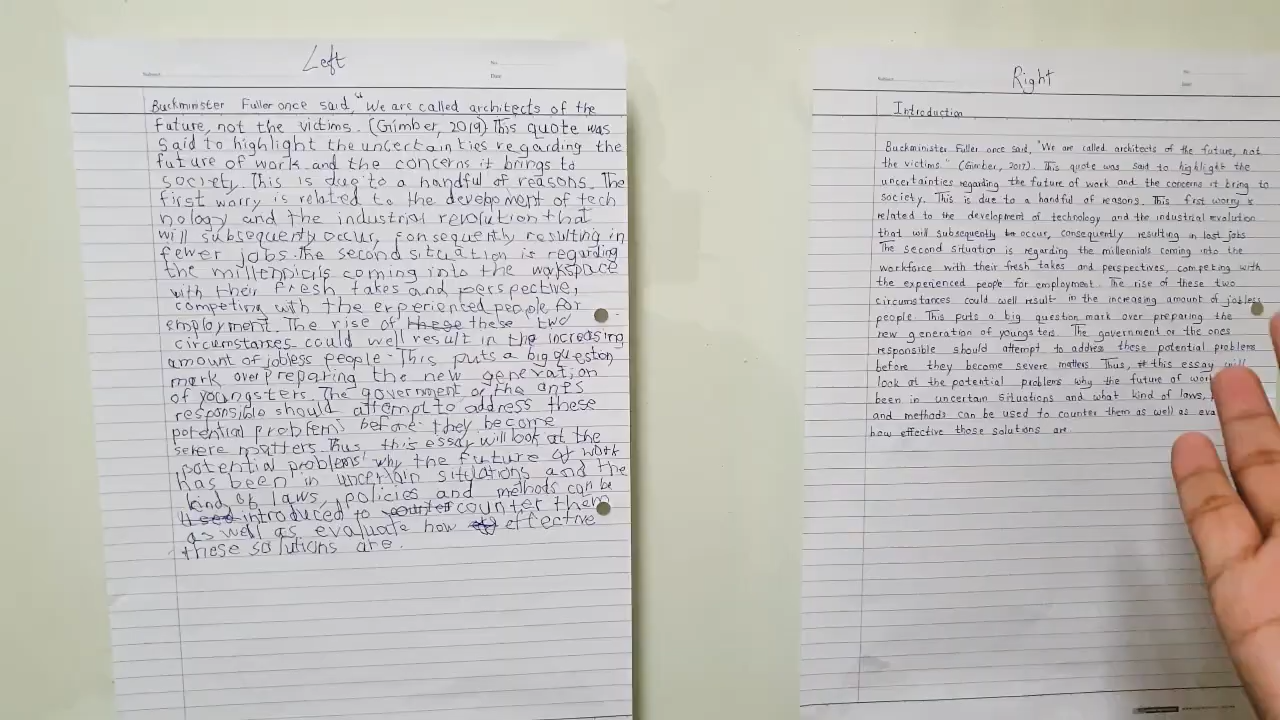 Left
No.
Date
Buckminister Fuller once said, "We are called architects of the
future, not the victims. (Gimber, 2019) This quote was
said to highlight the uncertainties regarding the
future of work and the concerns it brings to
society. This is due to a handful of reasons. The
first worry is related to the development of tech
nology and the industrial revolution that
will subsequently occur, consequently resulting in
fewer jobs. The second situation is regarding
the millennials coming into the workspace
with their fresh takes and perspective,
competing with the experienced people for
employment. The rise of these these two
circumstances could well result in the increasing
amount of jobless people. This puts a big question
mark over preparing the new generation
of youngsters. The government or the ones
responsible should attempt to address these
potential problems before they become
severe matters. Thus, this essay will look at the
potential problems why the future of work
has been in uncertain situations and the
kind of laws, policies and methods can be
used introduced to counter counter them
as well as evaluate how effective
these solutions are.
Right
No.
Date
Introduction
Buckminister Fuller once said, "We are called architects of the future, not
the victims." (Gimber, 2017). This quote was said to highlight the
uncertainties regarding the future of work and the concerns it bring to
society. This is due to a handful of reasons. This first worry is
related to the development of technology and the industrial evolution
that will subsequently occur, consequently resulting in lost jobs
The second situation is regarding the millennials coming into the
workforce with their fresh takes and perspectives, competing with
the experienced people for employment. The rise of these two
circumstances could well result in the increasing amount of jobless
people. This puts a big question mark over preparing the
new generation of youngsters. The government or the ones
responsible should attempt to address these potential problems
before they become severe matters. Thus, this essay will
look at the potential problems why the future of
been in uncertain situations and what kind of laws,
and methods can be used to counter them as well as
how effective those solutions are